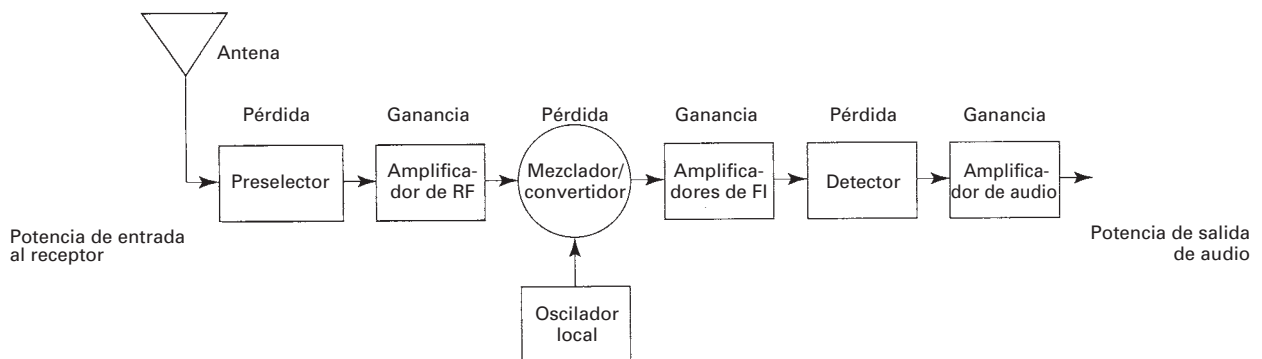 Antena
Pérdida
Ganancia
Pérdida
Ganancia
Pérdida
Ganancia
Preselector
Amplifica-
dor de RF
Mezclador/
convertidor
Amplifica-
dores de FI
Detector
Amplifica-
dor de audio
Potencia de entrada
al receptor
Potencia de salida
de audio
Oscilador
local